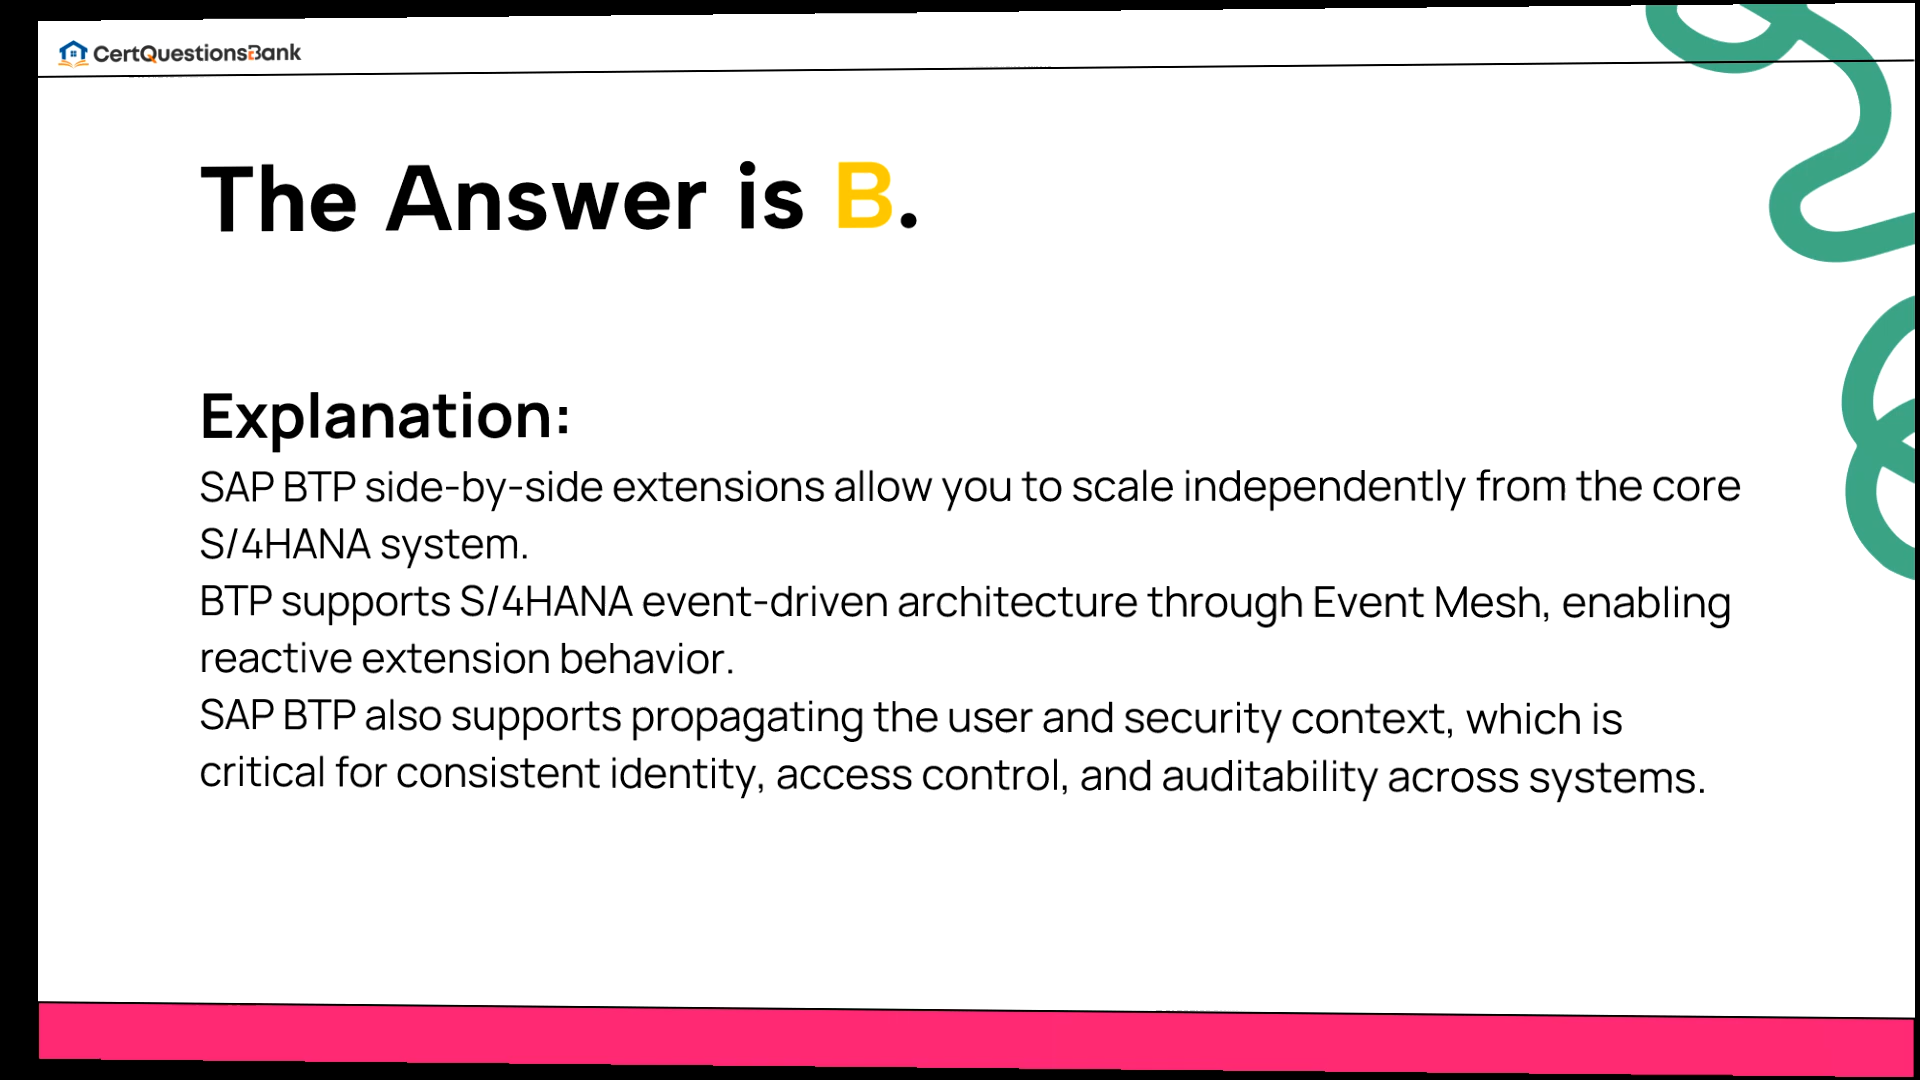 CertQuestionsBank
The Answer is B.
Explanation:
SAP BTP side-by-side extensions allow you to scale independently from the core
S/4HANA system.
BTP supports S/4HANA event-driven architecture through Event Mesh, enabling
reactive extension behavior.
SAP BTP also supports propagating the user and security context, which is
critical for consistent identity, access control, and auditability across systems.